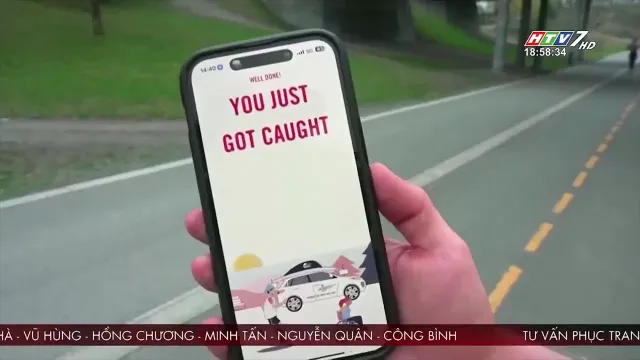 HTV7 HD
18:58:34
14:40
5G
WELL DONE!
YOU JUST
GOT CAUGHT
HÀ - VŨ HÙNG - HỒNG CHƯƠNG - MINH TẤN - NGUYỄN QUÂN - CÔNG BÌNH
TƯ VẤN PHỤC TRAN